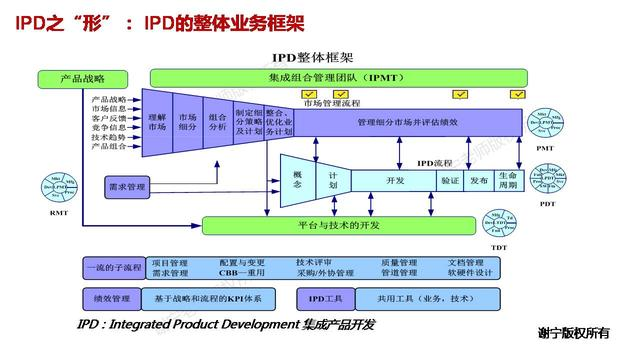 IPD之“形”： IPD的整体业务框架
IPD整体框架
产品战略
集成组合管理团队（IPMT）
市场管理流程
产品战略
市场信息
客户反馈
竞争信息
技术趋势
产品组合
理解
市场
市场
细分
组合
分析
制定细
分策略
及计划
整合、
优化业
务计划
管理细分市场并评估绩效
PMT
IPD流程
需求管理
概
念
计
划
开发
验证
发布
生命
周期
RMT
PDT
平台与技术的开发
TDT
一流的子流程
项目管理
配置与变更
技术评审
质量管理
文档管理
需求管理
CBB—重用
采购/外协管理
管道管理
软硬件设计
绩效管理
基于战略和流程的KPI体系
IPD工具
共用工具（业务，技术）
IPD：Integrated Product Development 集成产品开发
谢宁版权所有